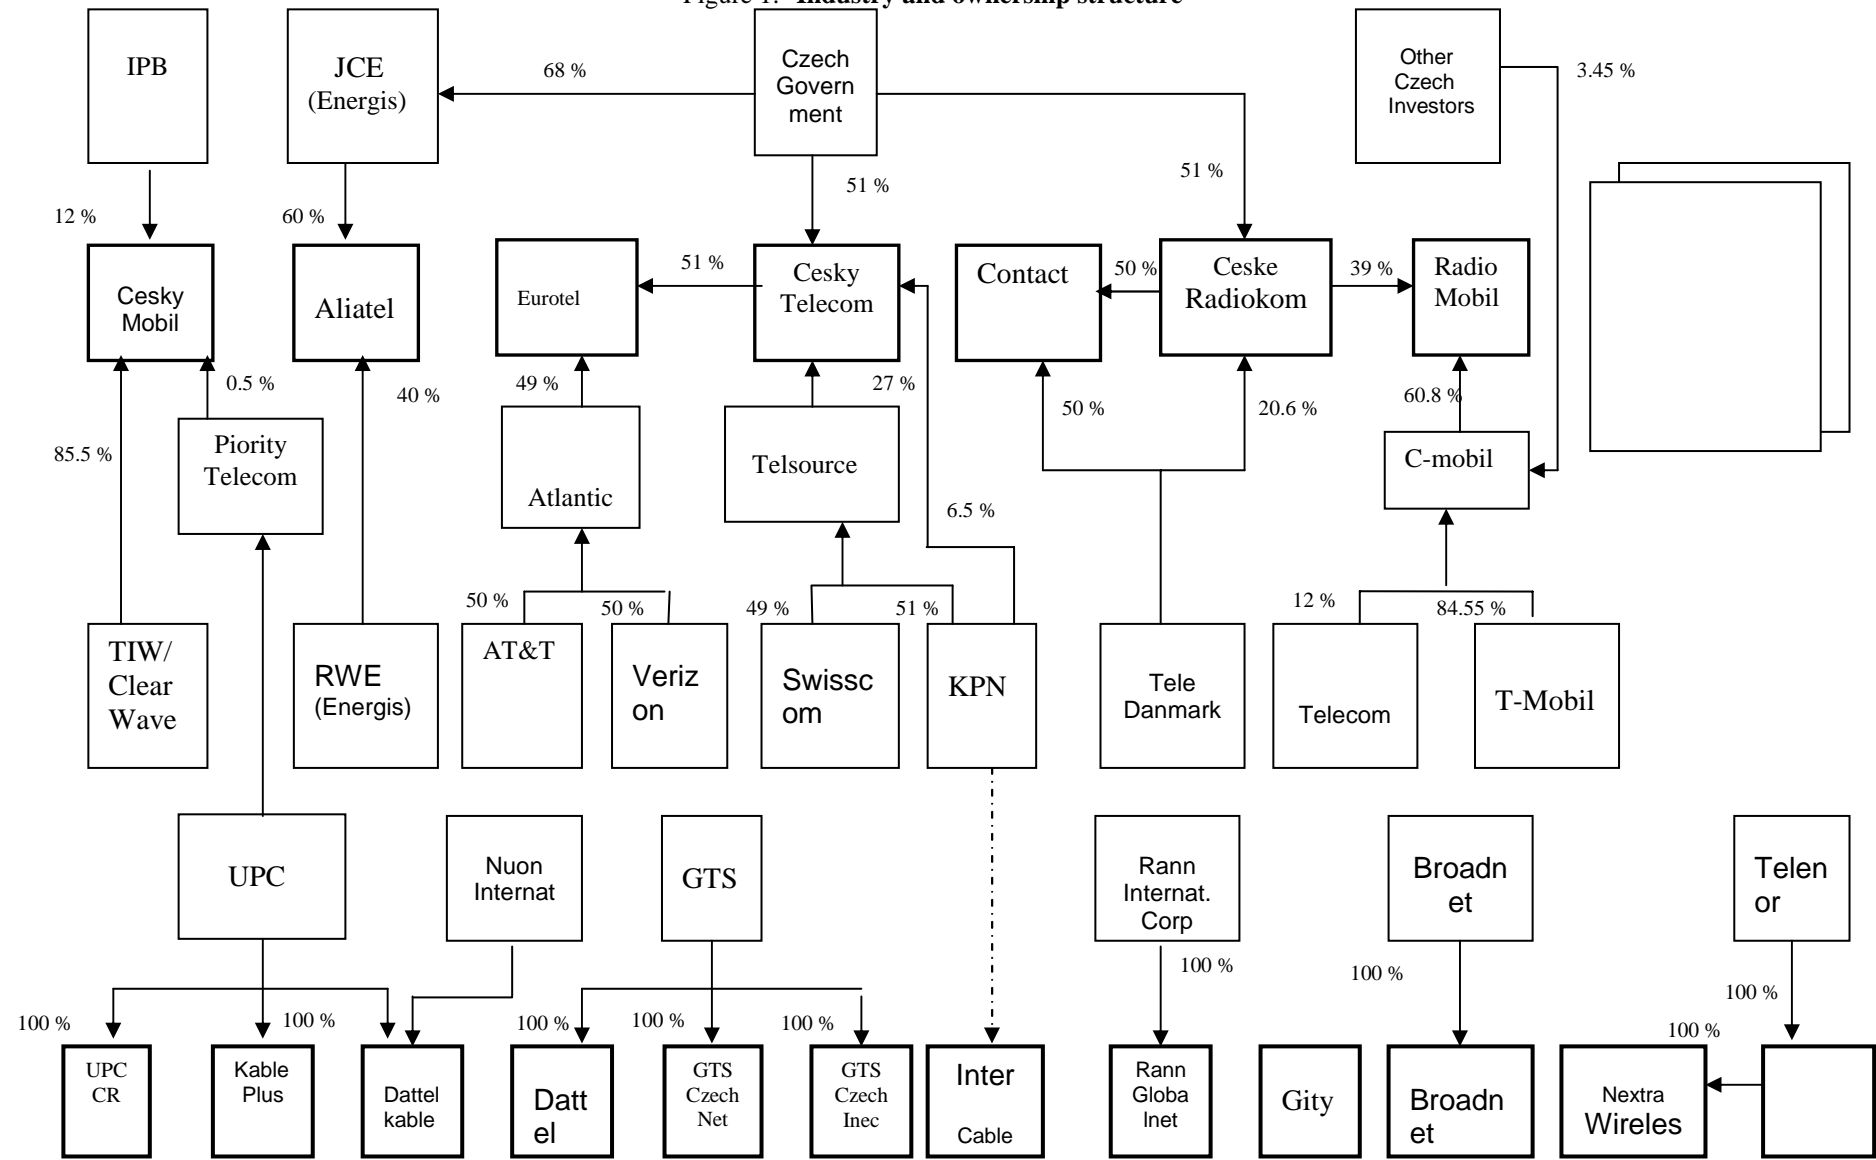 Figure 1. Industry and ownership structure
IPB
JCE
(Energis)
68 %
Czech
Govern
ment
Other
Czech
Investors
3.45 %
12 %
60 %
51 %
51 %
Cesky
Mobil
Aliatel
Eurotel
51 %
Cesky
Telecom
Contact
50 %
Ceske
Radiokom
39 %
Radio
Mobil
0.5 %
40 %
49 %
27 %
50 %
20.6 %
60.8 %
85.5 %
Piority
Telecom
Atlantic
Telsource
6.5 %
C-mobil
50 %
50 %
49 %
51 %
12 %
84.55 %
TIW/
Clear
Wave
RWE
(Energis)
AT&T
Veriz
on
Swissc
om
KPN
Tele
Danmark
Telecom
T-Mobil
UPC
Nuon
Internat
GTS
Rann
Internat.
Corp
Broadn
et
Telen
or
100 %
100 %
100 %
100 %
100 %
100 %
100 %
100 %
100 %
UPC
CR
Kable
Plus
Dattel
kable
Datt
el
GTS
Czech
Net
GTS
Czech
Inec
Inter
Cable
Rann
Globa
lnet
Gity
Broadn
et
Nextra
Wireles